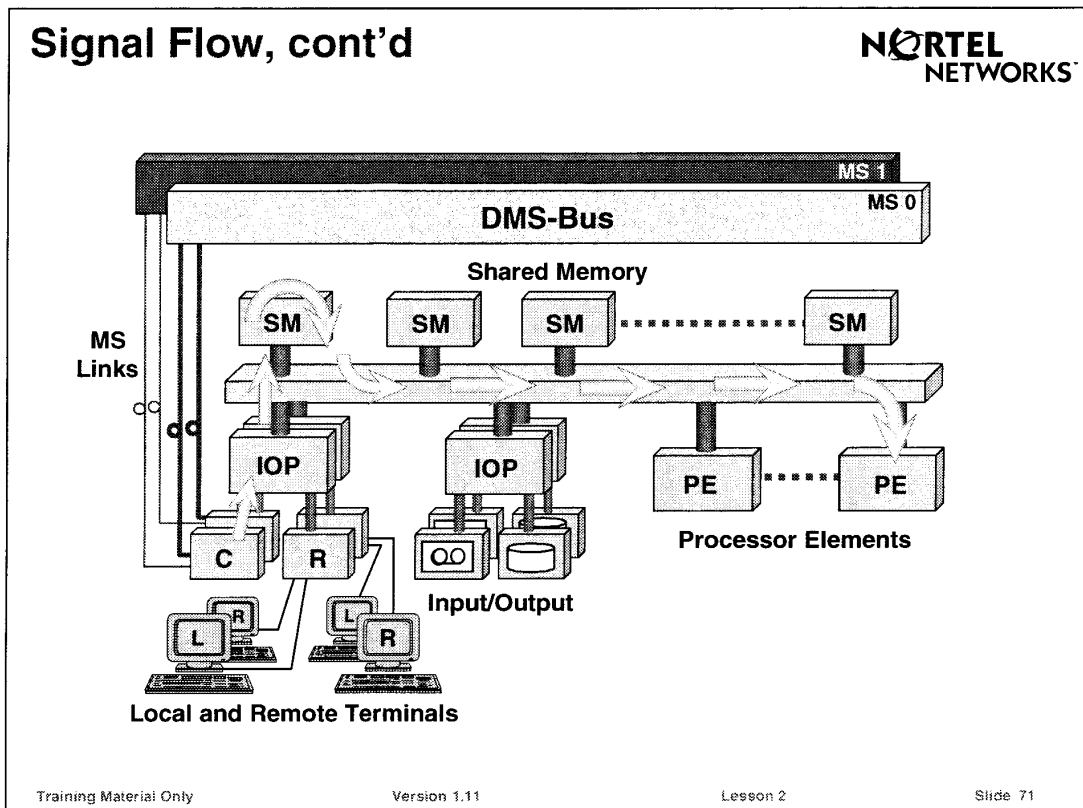 Signal Flow, cont'd
NORTEL
NETWORKS™
MS 1
MS 0
DMS-Bus
Shared Memory
SM
SM
SM
SM
MS
Links
IOP
IOP
PE
PE
C
R
Processor Elements
Input/Output
R
L
L
R
Local and Remote Terminals
Training Material Only
Version 1.11
Lesson 2
Slide 71